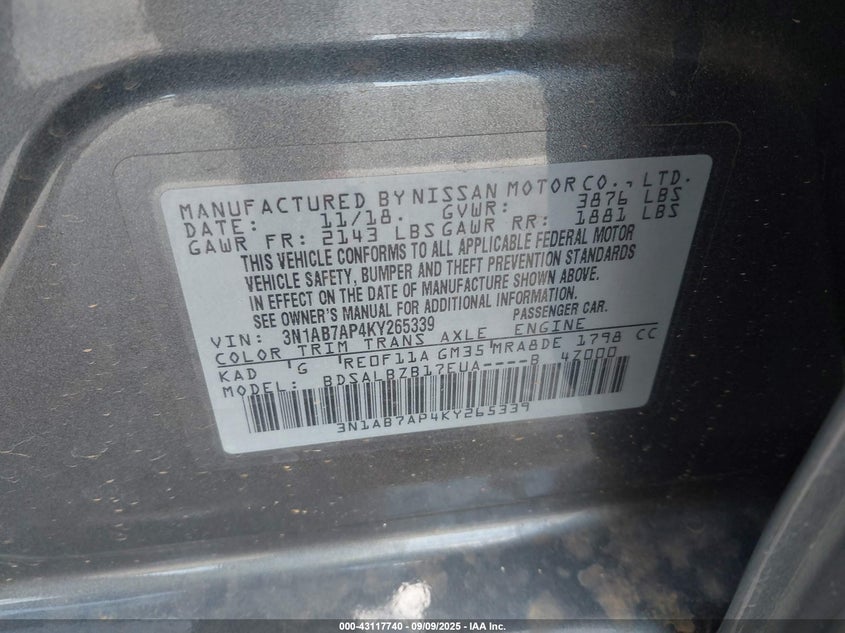 MANUFACTURED BY NISSAN MOTOR CO., LTD.
DATE: 11/18. GVWR: 3876 LBS
GAWR FR: 2143 LBS GAWR RR: 1881 LBS
THIS VEHICLE CONFORMS TO ALL APPLICABLE FEDERAL MOTOR
VEHICLE SAFETY, BUMPER AND THEFT PREVENTION STANDARDS
IN EFFECT ON THE DATE OF MANUFACTURE SHOWN ABOVE.
SEE OWNER'S MANUAL FOR ADDITIONAL INFORMATION.
VIN: 3N1AB7AP4KY265339 PASSENGER CAR.
COLOR TRIM TRANS AXLE ENGINE
KAD 'G 'RE0F11A GM35 'MRA8DE 1798 CC
MODEL: BDSALBZB17EUA----B 47000
3N1AB7AP4KY265339
000-43117740 - 09/09/2025 - IAA Inc.